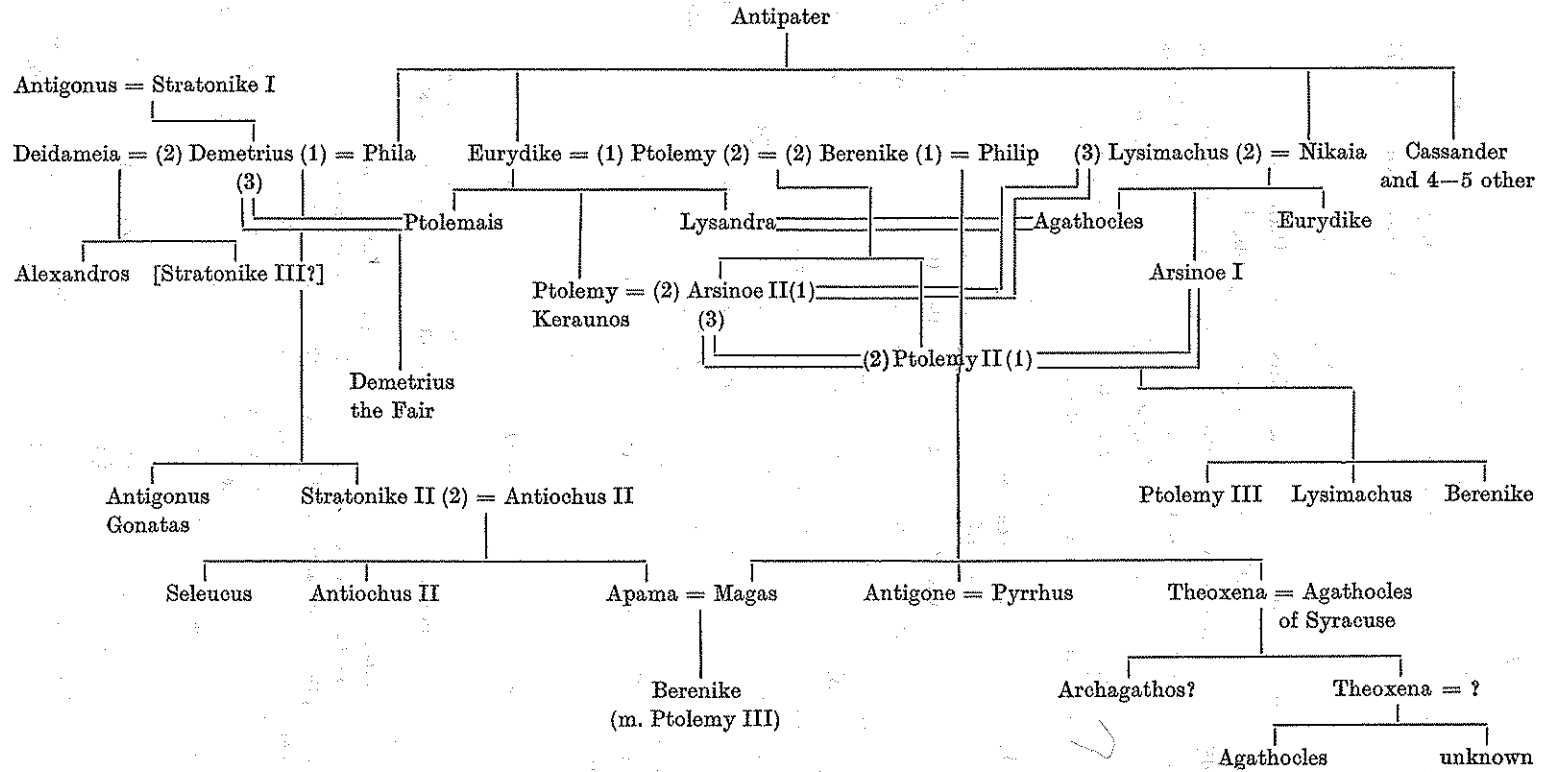 Antipater
Antigonus = Stratonike I
Deidameia = (2) Demetrius (1) = Phila Eurydike = (1) Ptolemy (2) = (2) Berenike (1) = Philip (3) Lysimachus (2) = Nikaia Cassander
and 4—5 other
(3)
Ptolemais Lysandra Agathocles Eurydike
Alexandros [Stratonike III?] Arsinoe I
Ptolemy = (2) Arsinoe II(1)
Keraunos (3)
(2)Ptolemy II (1)
Demetrius
the Fair
Antigonus Stratonike II (2) = Antiochus II Ptolemy III Lysimachus Berenike
Gonatas
Seleucus Antiochus II Apama = Magas Antigone = Pyrrhus Theoxena = Agathocles
of Syracuse
Berenike Archagathos? Theoxena = ?
(m. Ptolemy III)
Agathocles unknown